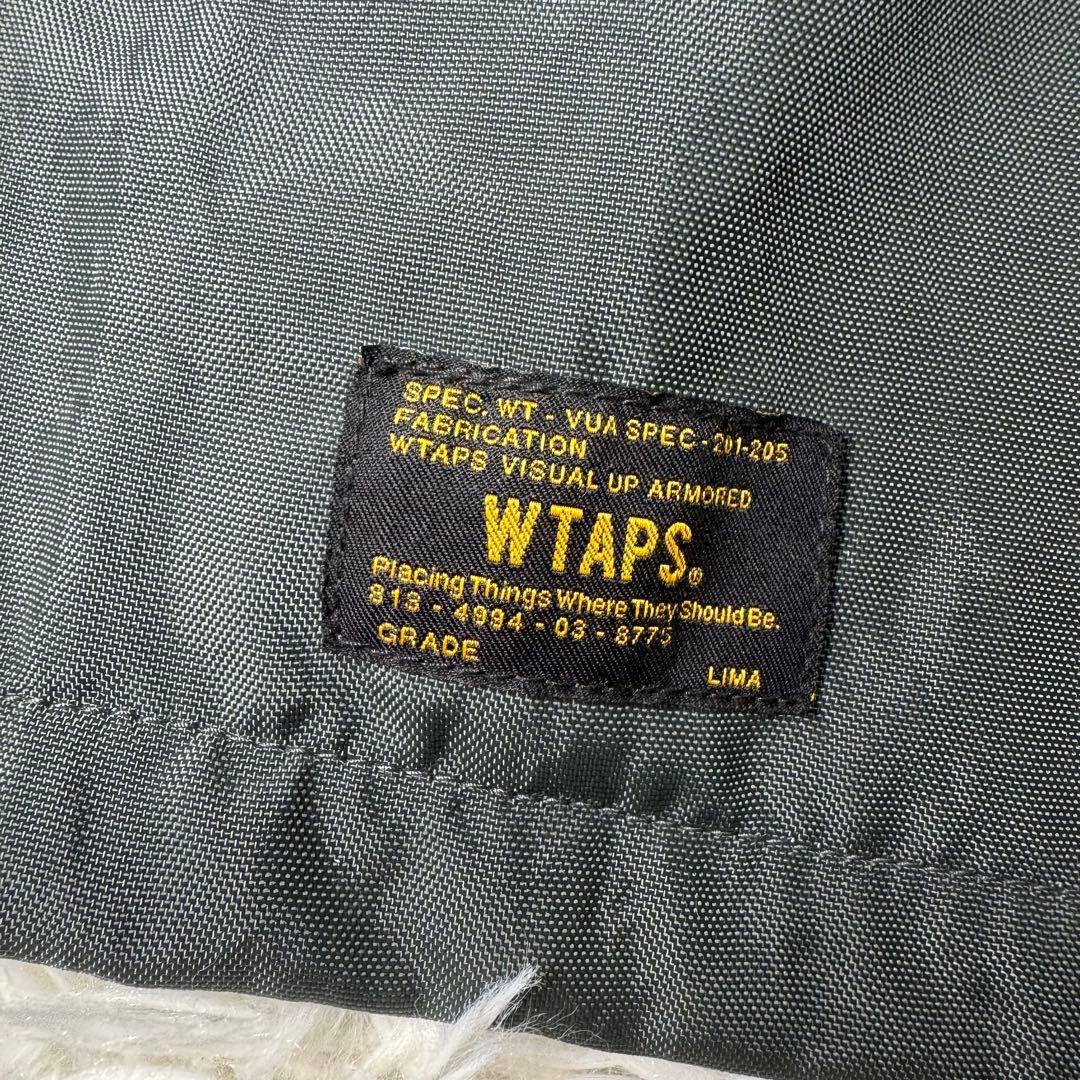 SPEC. WT - VUA SPEC - 201-205
FABRICATION
WTAPS VISUAL UP ARMORED
WTAPS®
Placing Things Where They Should Be.
813 - 4994 - 03 - 8775
GRADE LIMA